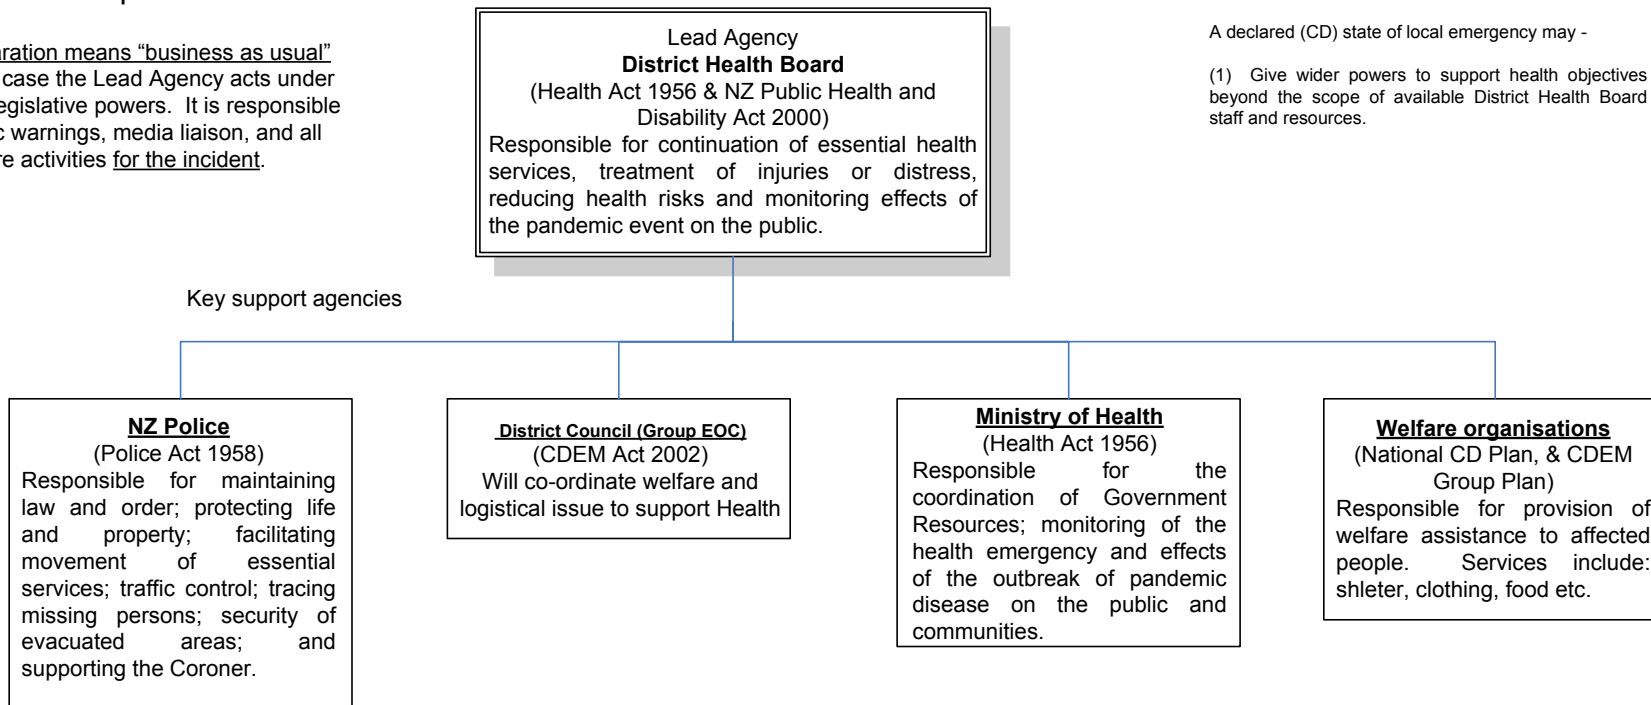 aration means “business as usual”
case the Lead Agency acts under
egislative powers. It is responsible
c warnings, media liaison, and all
re activities for the incident.
Lead Agency
District Health Board
(Health Act 1956 & NZ Public Health and
Disability Act 2000)
Responsible for continuation of essential health
services, treatment of injuries or distress,
reducing health risks and monitoring effects of
the pandemic event on the public.
A declared (CD) state of local emergency may -
(1) Give wider powers to support health objectives
beyond the scope of available District Health Board
staff and resources.
Key support agencies
NZ Police
(Police Act 1958)
Responsible for maintaining
law and order; protecting life
and property; facilitating
movement of essential
services; traffic control; tracing
missing persons; security of
evacuated areas; and
supporting the Coroner.
District Council (Group EOC)
(CDEM Act 2002)
Will co-ordinate welfare and
logistical issue to support Health
Ministry of Health
(Health Act 1956)
Responsible for the
coordination of Government
Resources; monitoring of the
health emergency and effects
of the outbreak of pandemic
disease on the public and
communities.
Welfare organisations
(National CD Plan, & CDEM
Group Plan)
Responsible for provision of
welfare assistance to affected
people. Services include:
shleter, clothing, food etc.